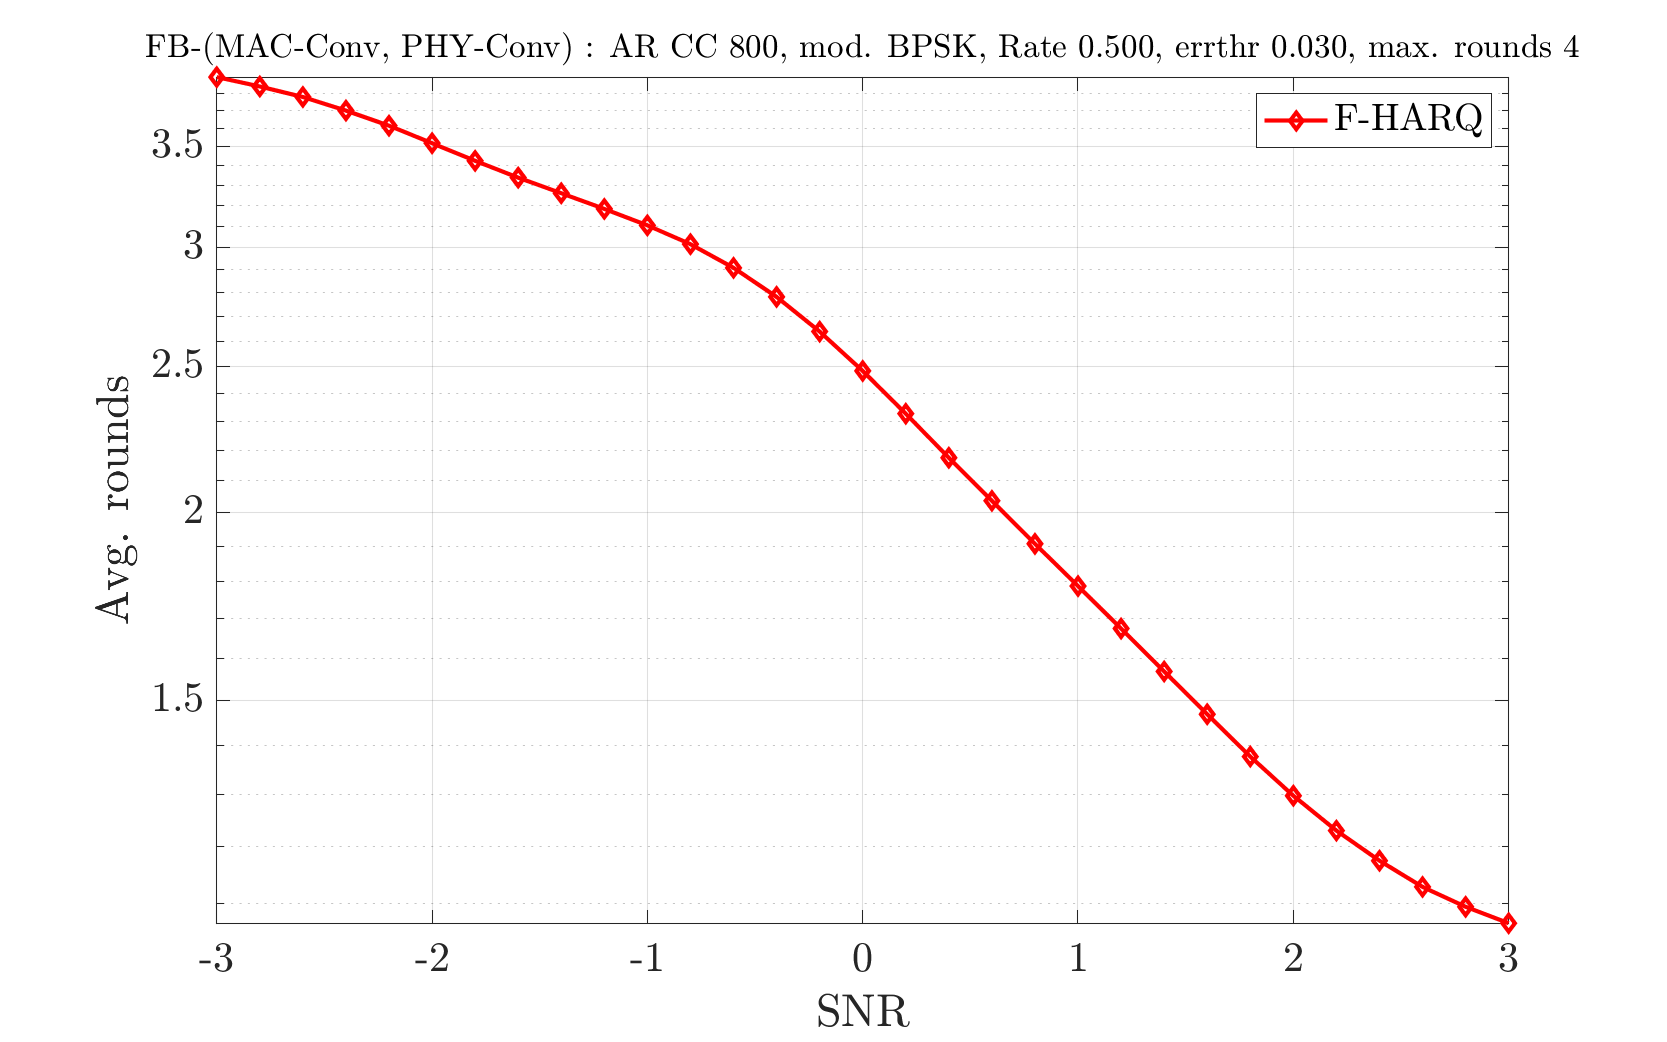 FB-(MAC-Conv, PHY-Conv) : AR CC 800, mod. BPSK, Rate 0.500, errthr 0.030, max. rounds 4
F-HARQ
3.5
3
2.5
2
1.5
Avg. rounds
-3 -2 -1 0 1 2 3
SNR